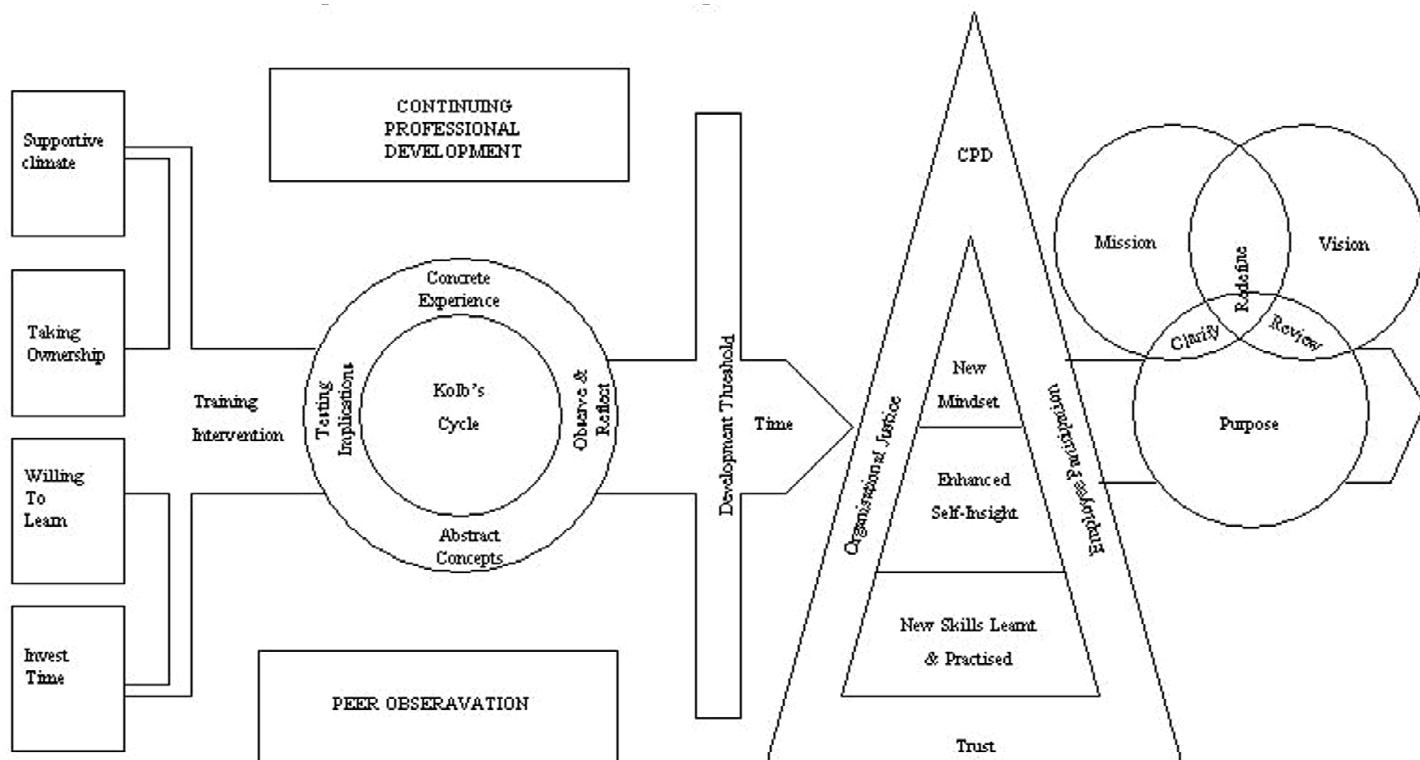 Supportive
climate
Taking
Ownership
Willing
To
Learn
Invest
Time
Training
Intervention
CONTINUING
PROFESSIONAL
DEVELOPMENT
Concrete
Experience
Testing
Implications
Kolb's
Cycle
Observe &
Reflect
Abstract
Concepts
PEER OBSERAVATION
Development Threshold
Time
CPD
Organisational Justice
New
Mindset
Enhanced
Self-Insight
New Skills Learnt
& Practised
Employee Participation
Trust
Mission
Vision
Redefine
Clarify
Review
Purpose